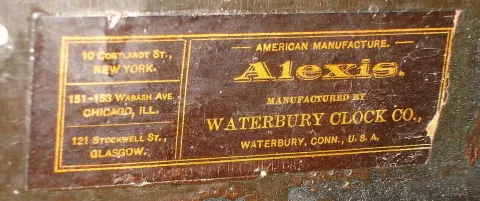 10 Cortlandt St.,
NEW YORK.
151-153 Wabash Ave
CHICAGO, ILL.
121 Stockwell St.,
GLASGOW.
AMERICAN MANUFACTURE.
Alexis.
MANUFACTURED BY
WATERBURY CLOCK CO.,
WATERBURY, CONN., U.S.A.